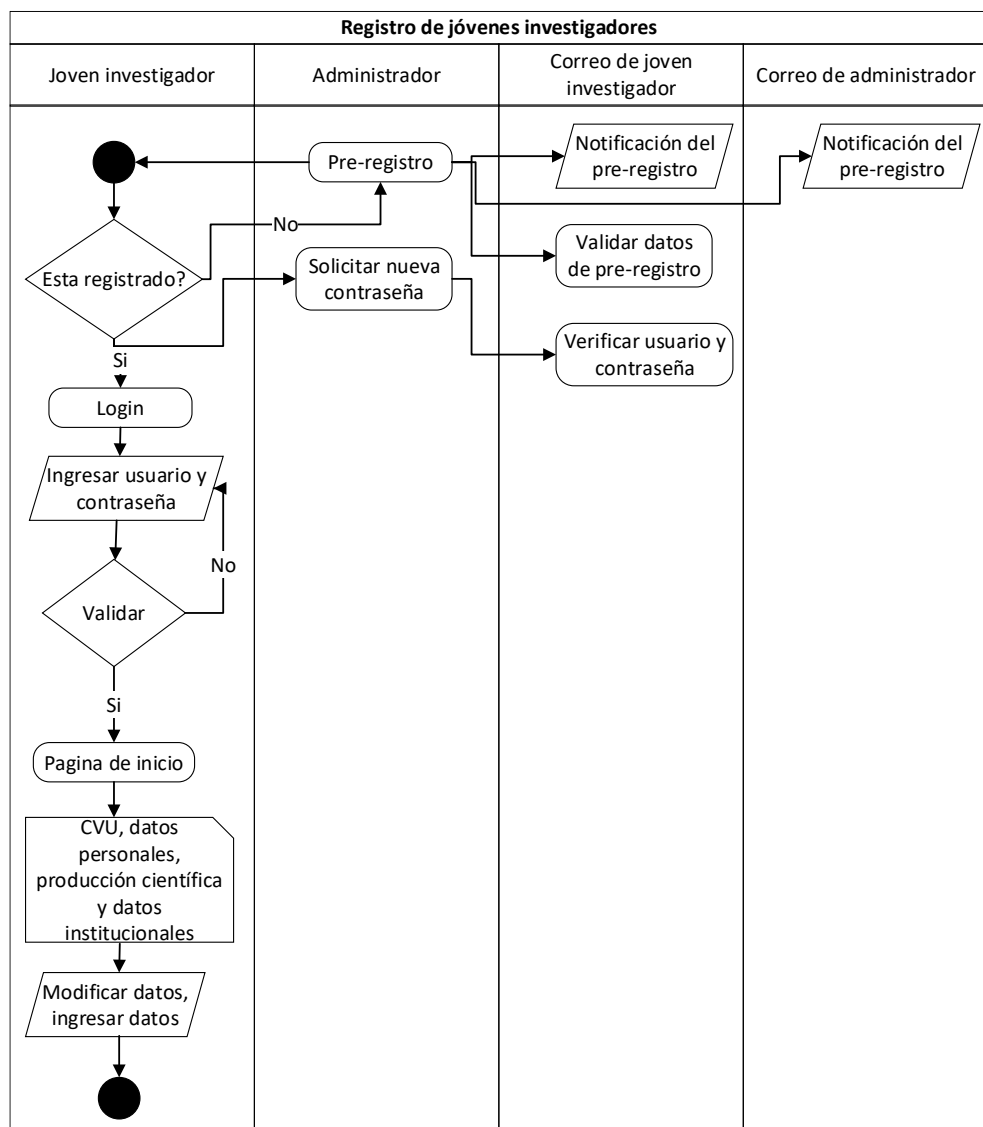 Registro de jóvenes investigadores
Joven investigador
Administrador
Correo de joven
investigador
Correo de administrador
Pre-registro
Notificación del
pre-registro
Notificación del
pre-registro
No
Esta registrado?
Solicitar nueva
contraseña
Validar datos
de pre-registro
Verificar usuario y
contraseña
Si
Login
Ingresar usuario y
contraseña
No
Validar
Si
Pagina de inicio
CVU, datos
personales,
producción científica
y datos
institucionales
Modificar datos,
ingresar datos